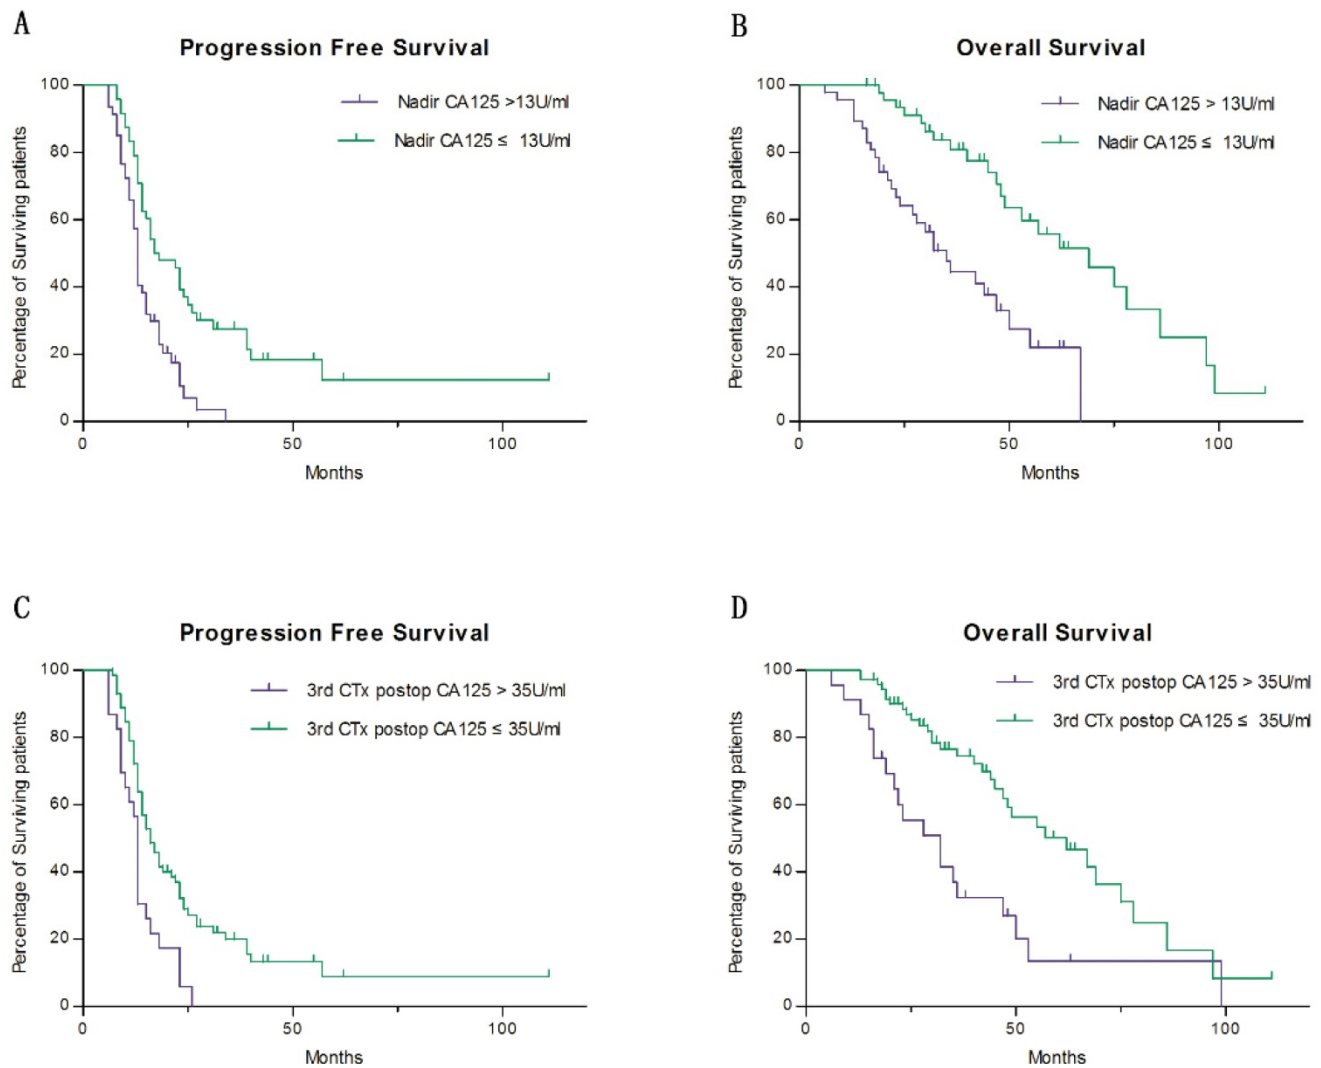 A
Progression Free Survival
Percentage of Surviving patients
100
80
60
40
20
0
Nadir CA125 >13U/ml
Nadir CA125 ≤ 13U/ml
0 50 100
Months
B
Overall Survival
Percentage of Surviving patients
100
80
60
40
20
0
Nadir CA125 > 13U/ml
Nadir CA125 ≤ 13U/ml
0 50 100
Months
C
Progression Free Survival
Percentage of Surviving patients
100
80
60
40
20
0
3rd CTx postop CA125 > 35U/ml
3rd CTx postop CA125 ≤ 35U/ml
0 50 100
Months
D
Overall Survival
Percentage of Surviving patients
100
80
60
40
20
0
3rd CTx postop CA125 > 35U/ml
3rd CTx postop CA125 ≤ 35U/ml
0 50 100
Months